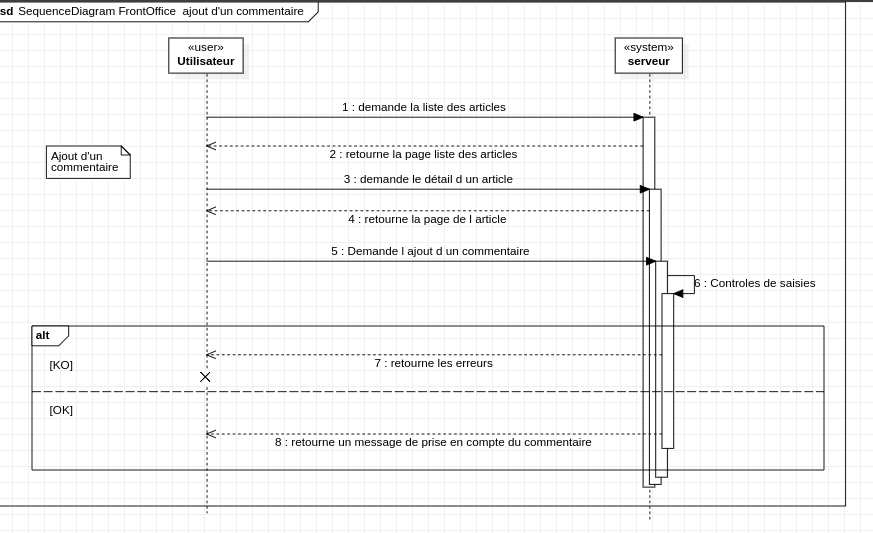 sd SequenceDiagram FrontOffice ajout d'un commentaire
«user»
Utilisateur
«system»
serveur
1 : demande la liste des articles
2 : retourne la page liste des articles
Ajout d'un
commentaire
3 : demande le détail d un article
4 : retourne la page de l article
5 : Demande l ajout d un commentaire
6 : Controles de saisies
alt
7 : retourne les erreurs
[KO]
[OK]
8 : retourne un message de prise en compte du commentaire